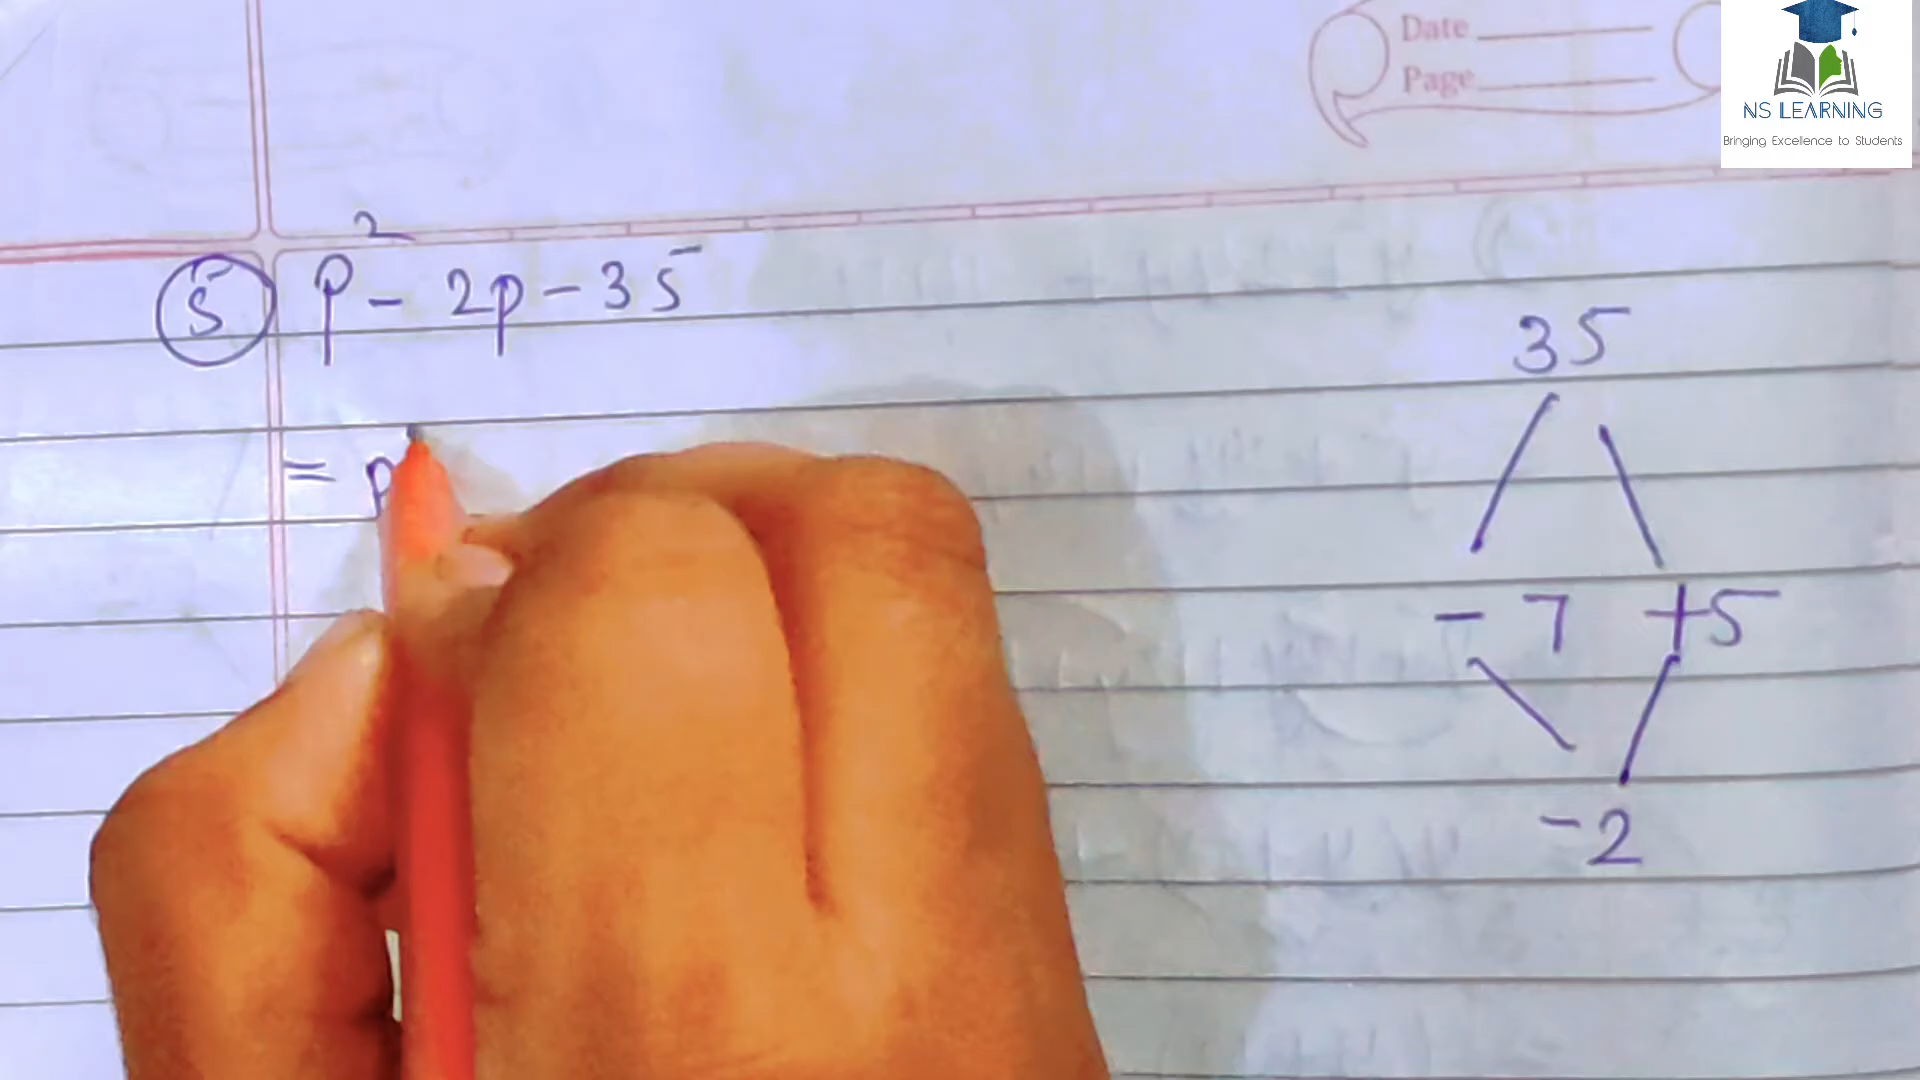 Date
Page
NS LEARNING
Bringing Excellence to Students
5 p² - 2p - 35
= p
35
- 7 +5
-2